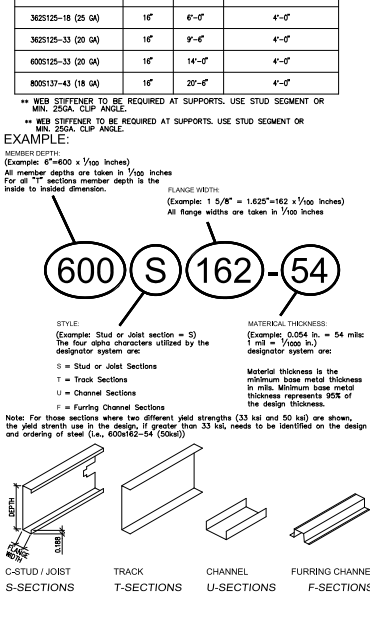 362S125-18 (25 GA) 16" 6'-0" 4'-0"
362S125-33 (20 GA) 16" 9'-6" 4'-0"
600S125-33 (20 GA) 16" 14'-0" 4'-0"
800S137-43 (18 GA) 16" 20'-6" 4'-0"
** WEB STIFFENER TO BE REQUIRED AT SUPPORTS. USE STUD SEGMENT OR
MIN. 25GA. CLIP ANGLE.
** WEB STIFFENER TO BE REQUIRED AT SUPPORTS. USE STUD SEGMENT OR
MIN. 25GA. CLIP ANGLE.
EXAMPLE:
MEMBER DEPTH:
(Example: 6"=600 x 1/100 inches)
All member depths are taken in 1/100 inches
For all "T" sections member depth is the
inside to insided dimension.
FLANGE WIDTH:
(Example: 1 5/8" = 1.625"=162 x 1/100 inches)
All flange widths are taken in 1/100 inches
600 S 162 - 54
STYLE:
(Example: Stud or Joist section = S)
The four alpha characters utilized by the
designator system are:
S = Stud or Joist Sections
T = Track Sections
U = Channel Sections
F = Furring Channel Sections
MATERICAL THICKNESS:
(Example: 0.054 in. = 54 mils:
1 mil = 1/1000 in.)
designator system are:
Material thickness is the
minimum base metal thickness
in mils. Minimum base metal
thickness represents 95% of
the design thickness.
Note: For those sections where two different yield strengths (33 ksi and 50 ksi) are shown,
the yield strenth use in the design, if greater than 33 ksi, needs to be identified on the design
and ordering of steel (i.e., 600s162-54 (50ksi))
DEPTH
FLANGE
WIDTH
0.188
C-STUD / JOIST TRACK CHANNEL FURRING CHANNE
S-SECTIONS T-SECTIONS U-SECTIONS F-SECTIONS